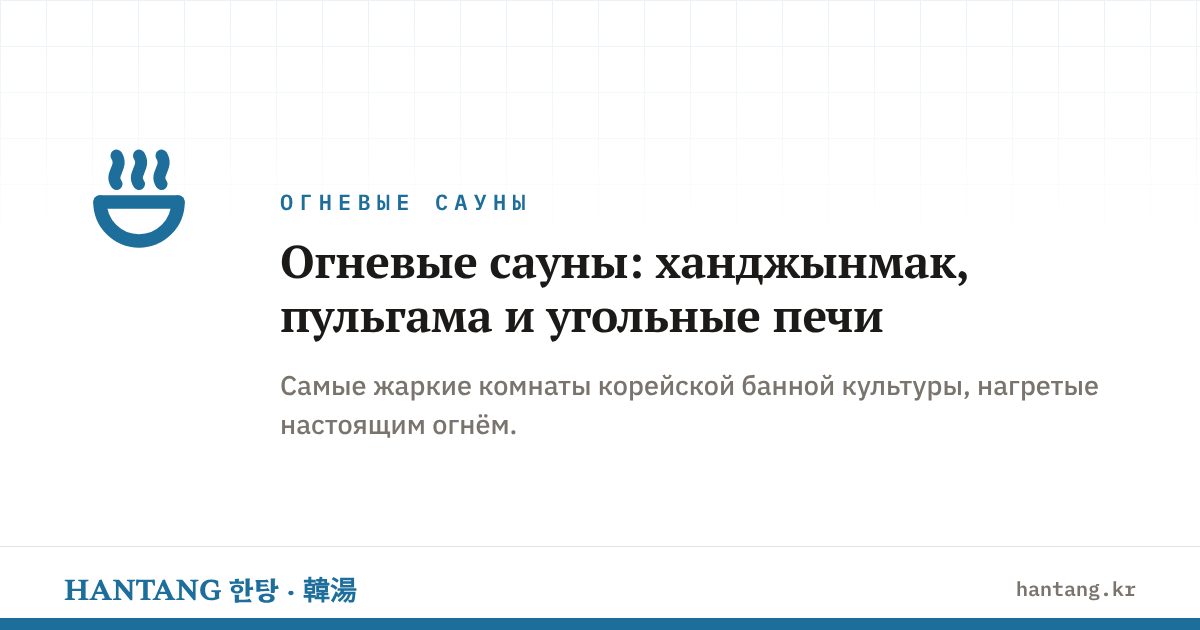 ОГНЕВЫЕ САУНЫ
Огневые сауны: ханджынмак,
пульгама и угольные печи
Самые жаркие комнаты корейской банной культуры, нагретые
настоящим огнём.
HANTANG 한탕 · 韓湯
hantang.kr